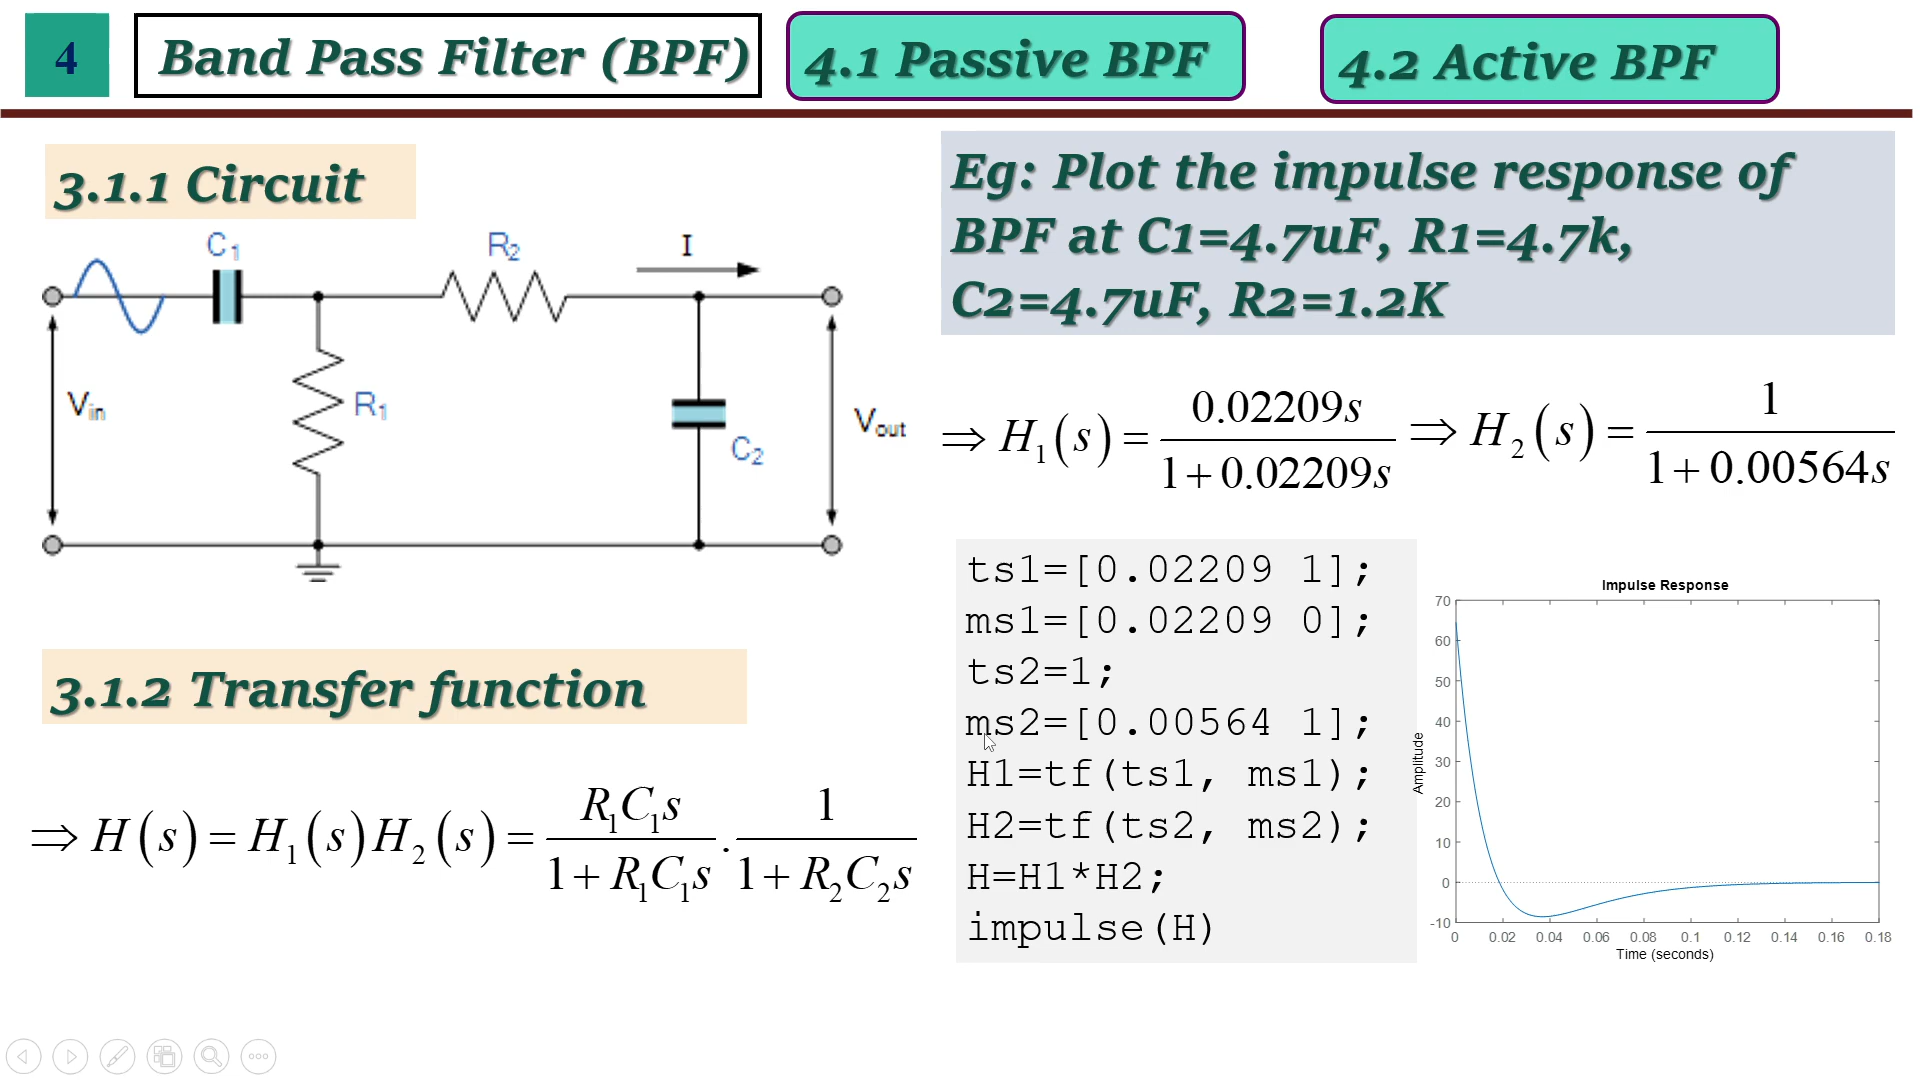 4
Band Pass Filter (BPF)
4.1 Passive BPF
4.2 Active BPF
3.1.1 Circuit
C1
R2
I
Vin
R1
C2
Vout
3.1.2 Transfer function
⇒ H(s) = H₁(s)H₂(s) = R₁C₁s / (1 + R₁C₁s) . 1 / (1 + R₂C₂s)
Eg: Plot the impulse response of
BPF at C1=4.7uF, R1=4.7k,
C2=4.7uF, R2=1.2K
⇒ H₁(s) = 0.02209s / (1 + 0.02209s) ⇒ H₂(s) = 1 / (1 + 0.00564s)
ts1=[0.02209 1];
ms1=[0.02209 0];
ts2=1;
ms2=[0.00564 1];
H1=tf(ts1, ms1);
H2=tf(ts2, ms2);
H=H1*H2;
impulse(H)
Impulse Response
70
60
50
40
30
20
10
0
-10
Amplitude
0 0.02 0.04 0.06 0.08 0.1 0.12 0.14 0.16 0.18
Time (seconds)